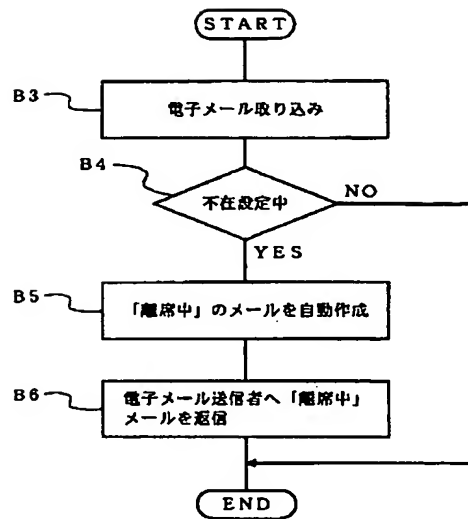 START
B3
電子メール取り込み
B4
不在設定中
NO
YES
B5
「離席中」のメールを自動作成
B6
電子メール送信者へ「離席中」
メールを返信
END